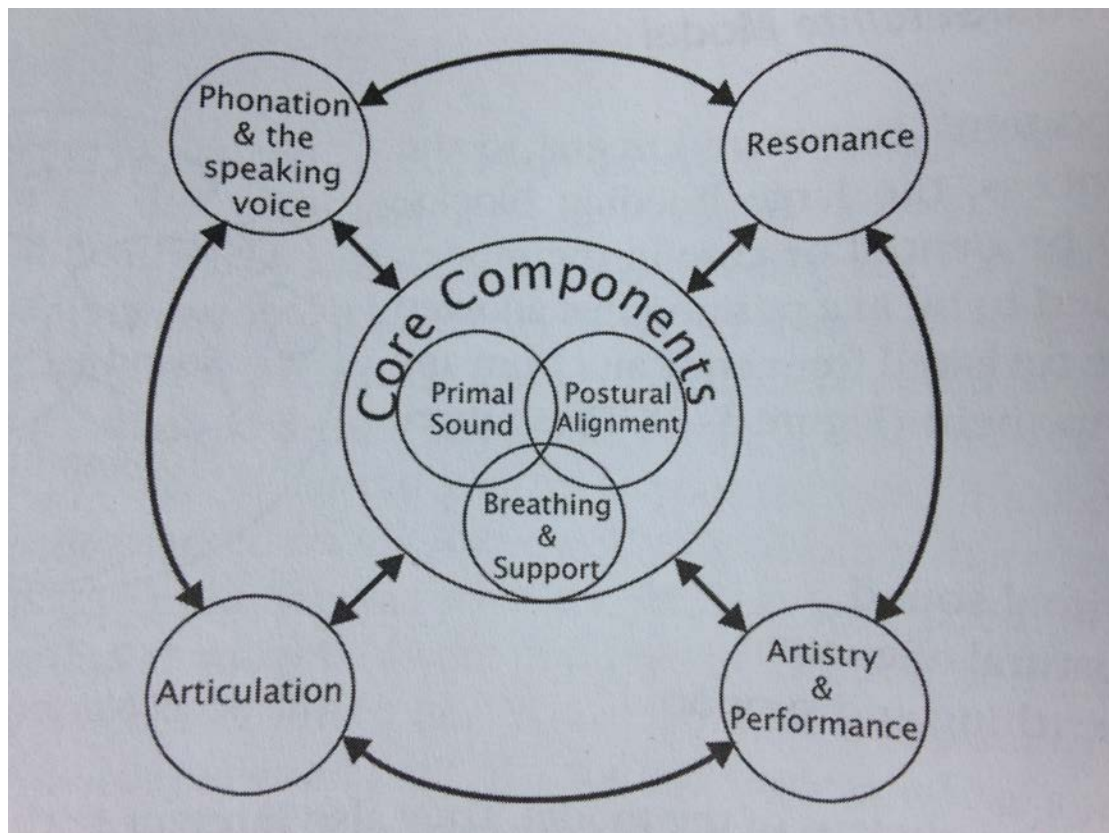 Phonation
& the
speaking
voice
Resonance
Core Components
Primal
Sound
Postural
Alignment
Breathing
&
Support
Articulation
Artistry
&
Performance